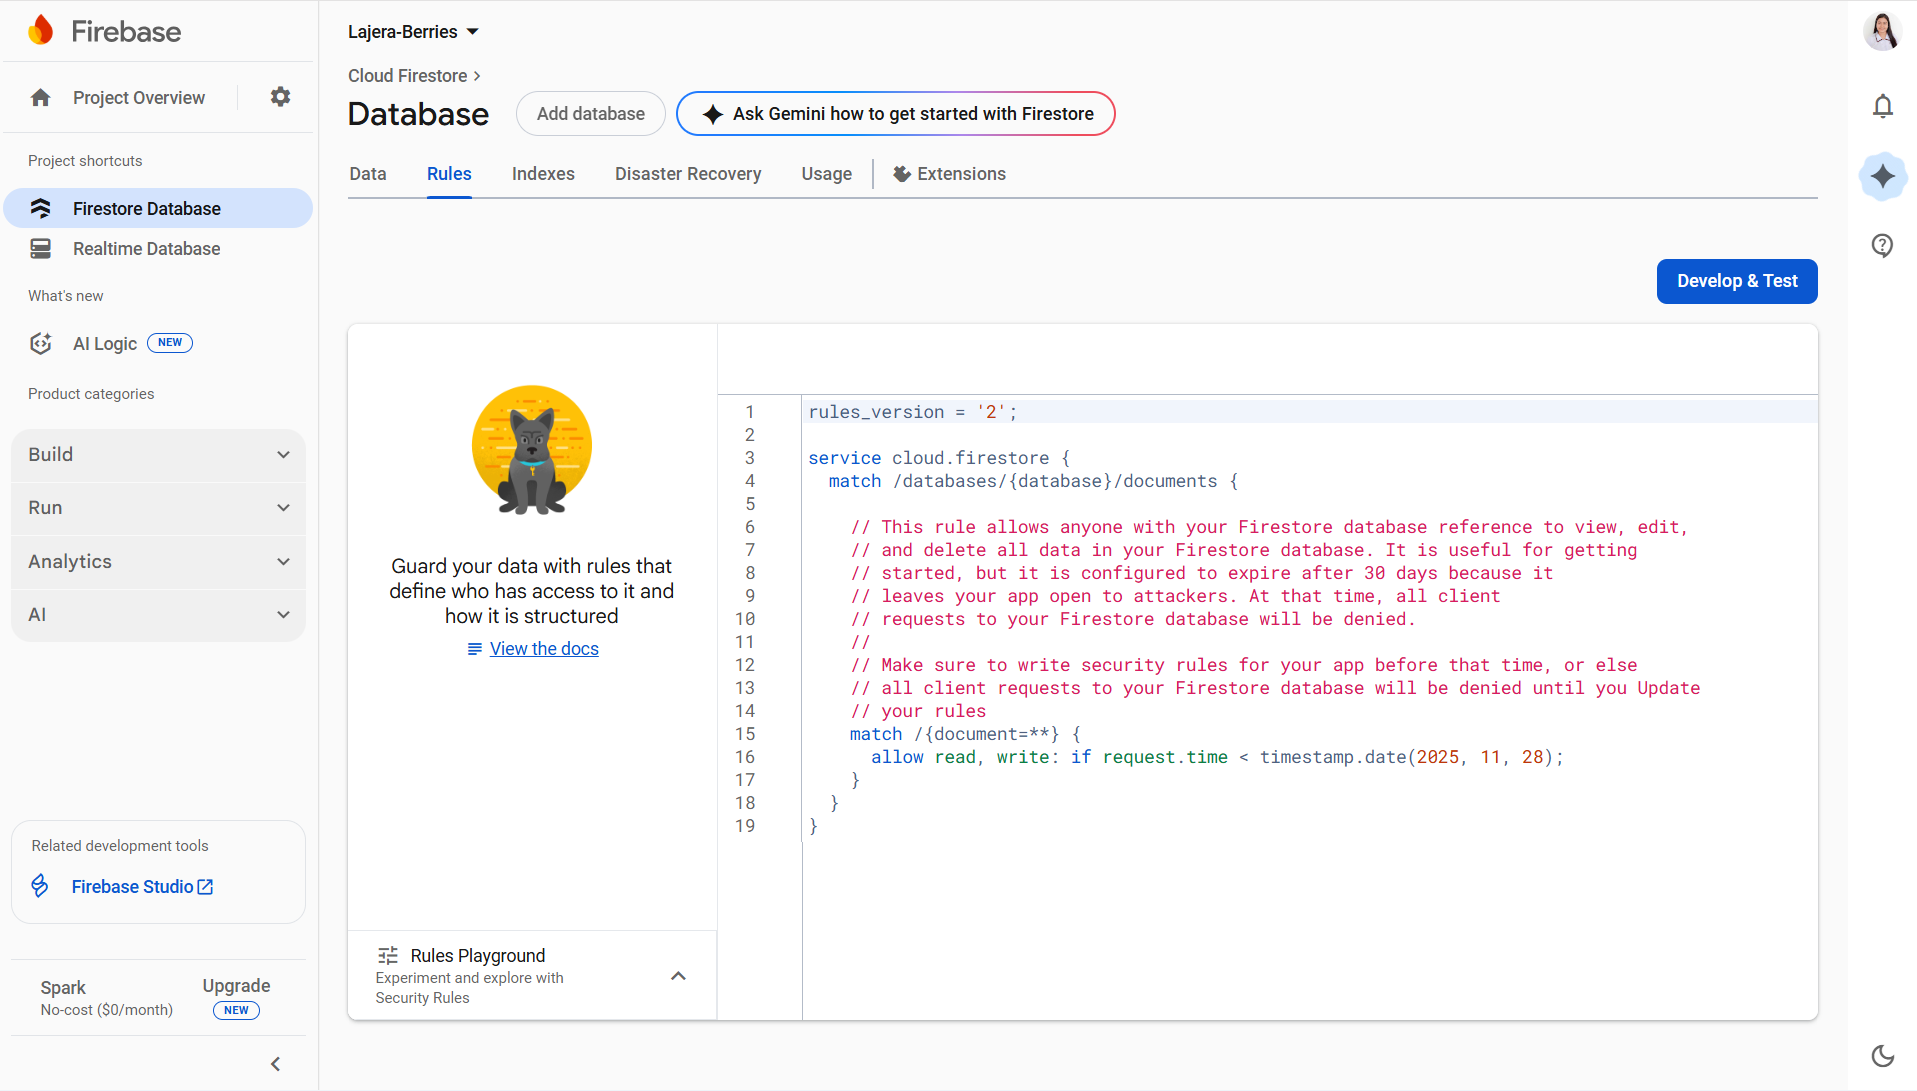 Firebase
Project Overview
Project shortcuts
Firestore Database
Realtime Database
What's new
AI Logic NEW
Product categories
Build
Run
Analytics
AI
Related development tools
Firebase Studio
Spark
No-cost ($0/month)
Upgrade
NEW
Lajera-Berries
Cloud Firestore
Database
Add database
Ask Gemini how to get started with Firestore
Data
Rules
Indexes
Disaster Recovery
Usage
Extensions
Develop & Test
Guard your data with rules that
define who has access to it and
how it is structured
View the docs
Rules Playground
Experiment and explore with
Security Rules
1 rules_version = '2';
2
3 service cloud.firestore {
4 match /databases/{database}/documents {
5
6 // This rule allows anyone with your Firestore database reference to view, edit,
7 // and delete all data in your Firestore database. It is useful for getting
8 // started, but it is configured to expire after 30 days because it
9 // leaves your app open to attackers. At that time, all client
10 // requests to your Firestore database will be denied.
11 //
12 // Make sure to write security rules for your app before that time, or else
13 // all client requests to your Firestore database will be denied until you Update
14 // your rules
15 match /{document=**} {
16 allow read, write: if request.time < timestamp.date(2025, 11, 28);
17 }
18 }
19 }